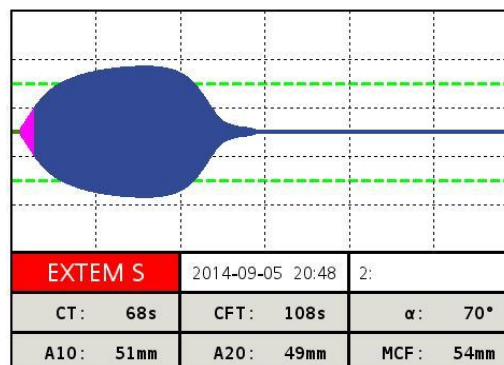 EXTEM S 2014-09-05 20:48 2:
CT: 68s CFT: 108s α: 70°
A10: 51mm A20: 49mm MCF: 54mm